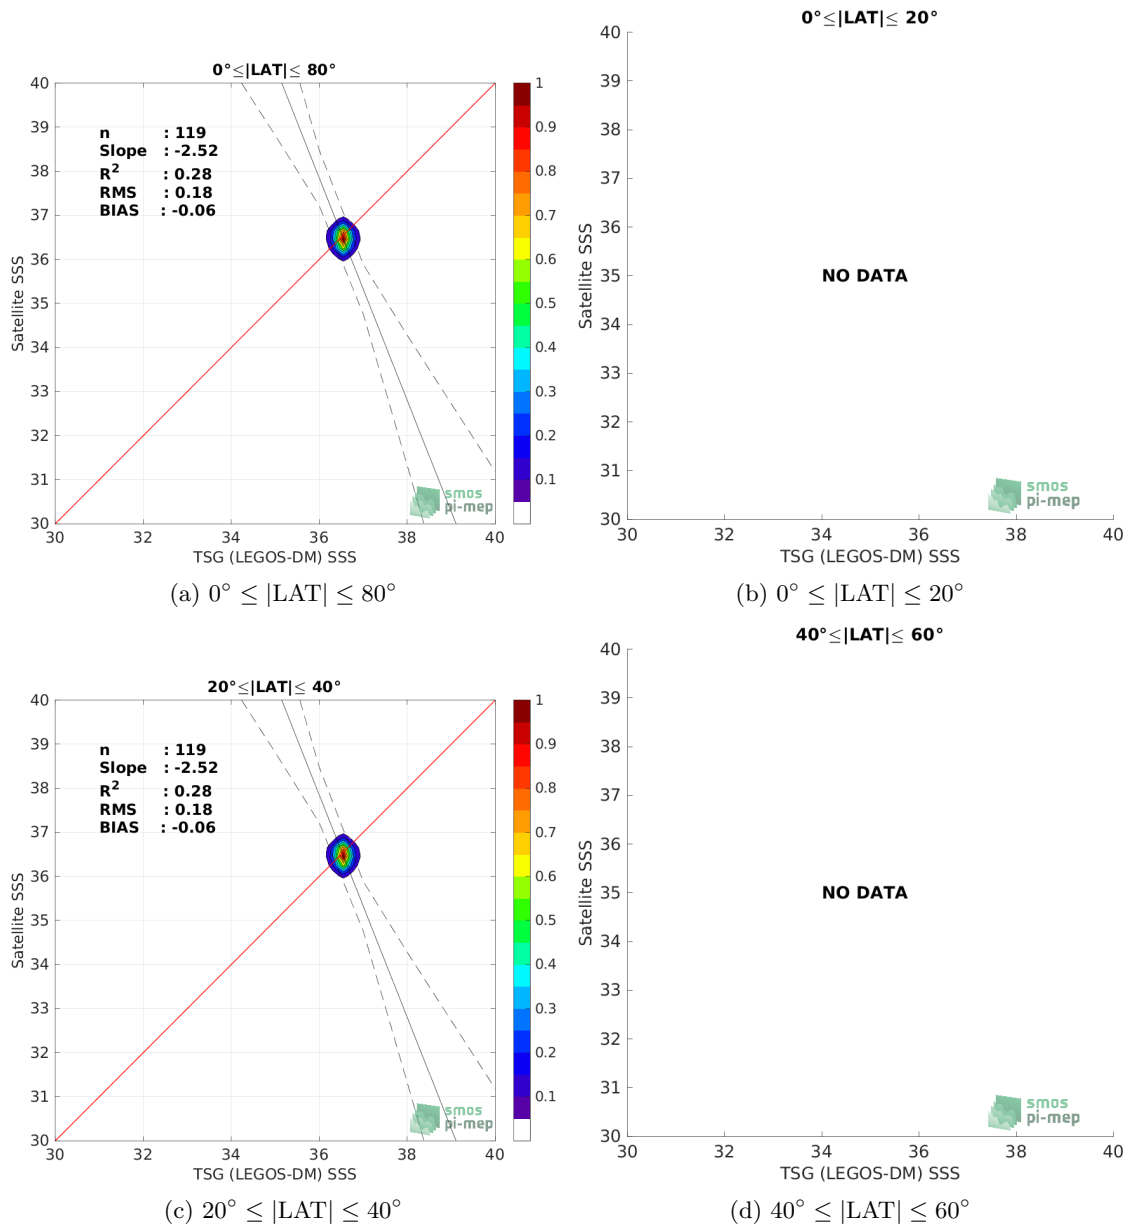 0°≤|LAT|≤ 80°
40
39
38
37
36
35
34
33
32
31
30
Satellite SSS
n : 119
Slope : -2.52
R² : 0.28
RMS : 0.18
BIAS : -0.06
1
0.9
0.8
0.7
0.6
0.5
0.4
0.3
0.2
0.1
smos
pi-mep
30 32 34 36 38 40
TSG (LEGOS-DM) SSS
(a) 0° ≤ |LAT| ≤ 80°
0°≤|LAT|≤ 20°
40
39
38
37
36
35
34
33
32
31
30
Satellite SSS
NO DATA
smos
pi-mep
30 32 34 36 38 40
TSG (LEGOS-DM) SSS
(b) 0° ≤ |LAT| ≤ 20°
20°≤|LAT|≤ 40°
40
39
38
37
36
35
34
33
32
31
30
Satellite SSS
n : 119
Slope : -2.52
R² : 0.28
RMS : 0.18
BIAS : -0.06
1
0.9
0.8
0.7
0.6
0.5
0.4
0.3
0.2
0.1
smos
pi-mep
30 32 34 36 38 40
TSG (LEGOS-DM) SSS
(c) 20° ≤ |LAT| ≤ 40°
40°≤|LAT|≤ 60°
40
39
38
37
36
35
34
33
32
31
30
Satellite SSS
NO DATA
smos
pi-mep
30 32 34 36 38 40
TSG (LEGOS-DM) SSS
(d) 40° ≤ |LAT| ≤ 60°